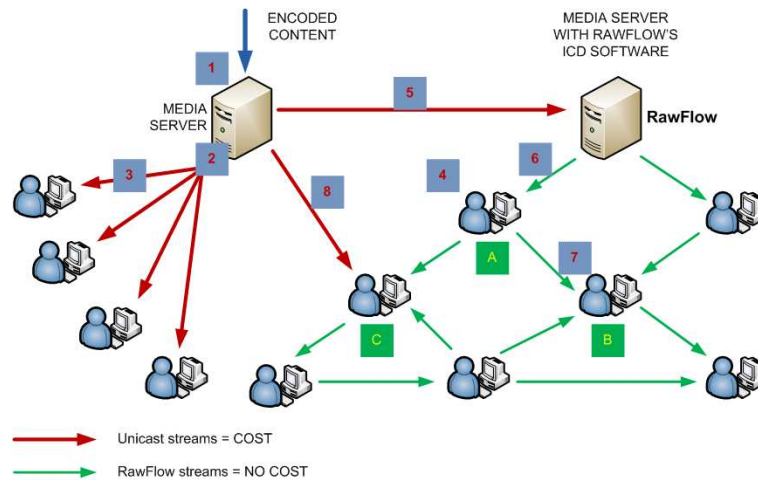 ENCODED
CONTENT
MEDIA SERVER
WITH RAWFLOW'S
ICD SOFTWARE
1
MEDIA
SERVER
5
RawFlow
2
3
8
4
6
A
7
C
B
Unicast streams = COST
RawFlow streams = NO COST